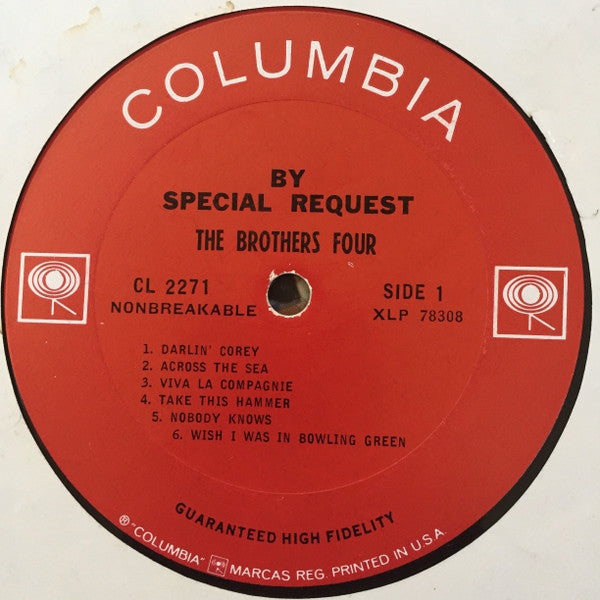 COLUMBIA
BY
SPECIAL REQUEST
THE BROTHERS FOUR
CL 2271
NONBREAKABLE
SIDE 1
XLP 78308
1. DARLIN' COREY
2. ACROSS THE SEA
3. VIVA LA COMPAGNIE
4. TAKE THIS HAMMER
5. NOBODY KNOWS
6. WISH I WAS IN BOWLING GREEN
GUARANTEED HIGH FIDELITY
® "COLUMBIA" MARCAS REG. PRINTED IN U.S.A.